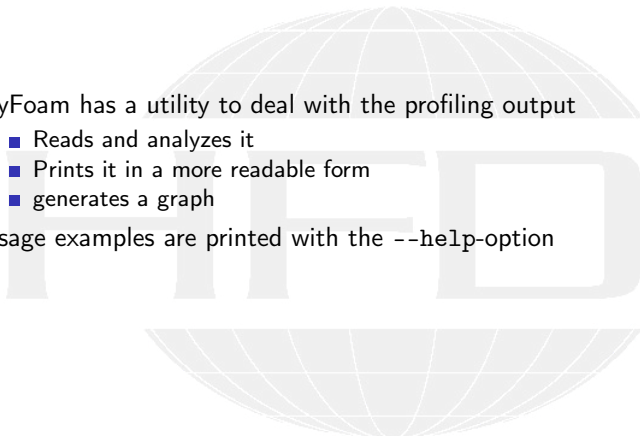 yFoam has a utility to deal with the profiling output
Reads and analyzes it
Prints it in a more readable form
generates a graph
sage examples are printed with the --help-option
HFD